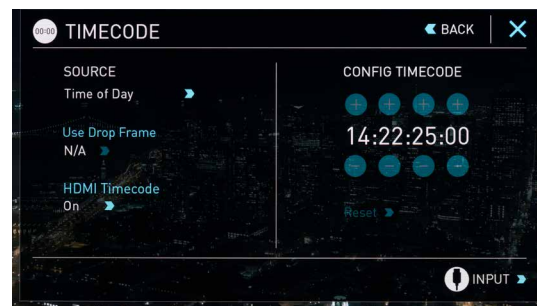 00:00 TIMECODE
BACK
SOURCE
Time of Day
Use Drop Frame
N/A
HDMI Timecode
On
CONFIG TIMECODE
14:22:25:00
Reset
INPUT